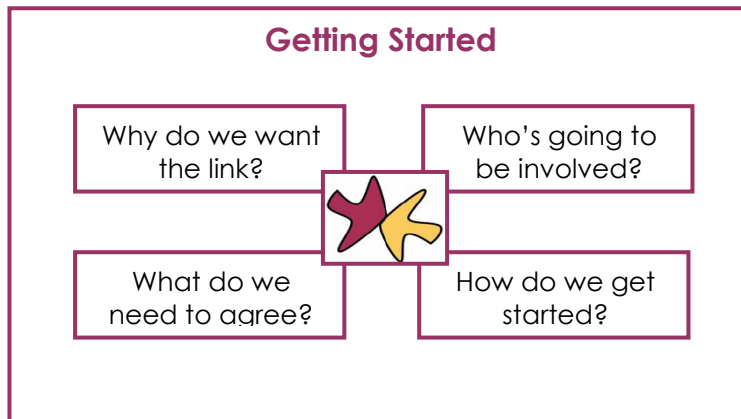 Getting Started
Why do we want
the link?
Who’s going to
be involved?
What do we
need to agree?
How do we get
started?